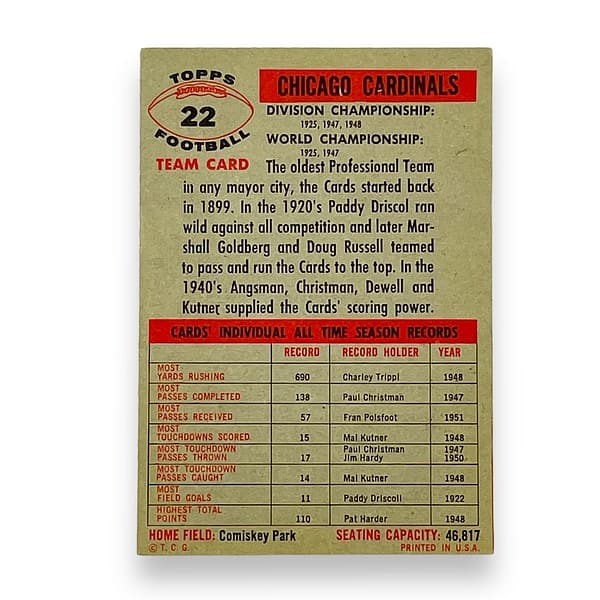 TOPPS
22
FOOTBALL
CHICAGO CARDINALS
DIVISION CHAMPIONSHIP:
1925, 1947, 1948
WORLD CHAMPIONSHIP:
1925, 1947
TEAM CARD
The oldest Professional Team
in any mayor city, the Cards started back
in 1899. In the 1920's Paddy Driscol ran
wild against all competition and later Mar-
shall Goldberg and Doug Russell teamed
to pass and run the Cards to the top. In the
1940's Angsman, Christman, Dewell and
Kutner supplied the Cards' scoring power.
CARDS' INDIVIDUAL ALL TIME SEASON RECORDS
RECORD RECORD HOLDER YEAR
MOST
YARDS RUSHING 690 Charley Trippi 1948
MOST
PASSES COMPLETED 138 Paul Christman 1947
MOST
PASSES RECEIVED 57 Fran Polsfoot 1951
MOST
TOUCHDOWNS SCORED 15 Mal Kutner 1948
MOST TOUCHDOWN Paul Christman 1947
PASSES THROWN 17 Jim Hardy 1950
MOST TOUCHDOWN
PASSES CAUGHT 14 Mal Kutner 1948
MOST
FIELD GOALS 11 Paddy Driscoll 1922
HIGHEST TOTAL
POINTS 110 Pat Harder 1948
HOME FIELD: Comiskey Park SEATING CAPACITY: 46,817
© T. C. G. PRINTED IN U.S.A.